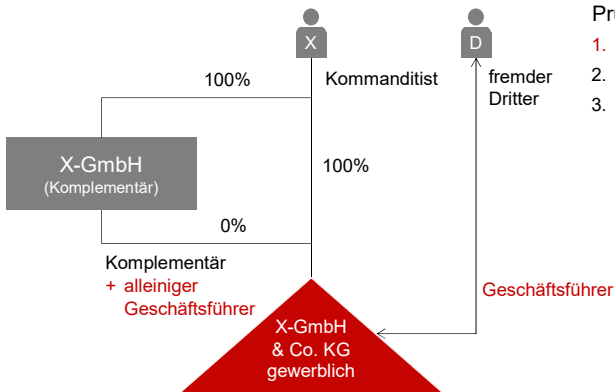 Prü
1.
2.
3.
X
D
100%
Kommanditist
fremder
Dritter
X-GmbH
(Komplementär)
100%
0%
Komplementär
+ alleiniger
Geschäftsführer
Geschäftsführer
X-GmbH
& Co. KG
gewerblich